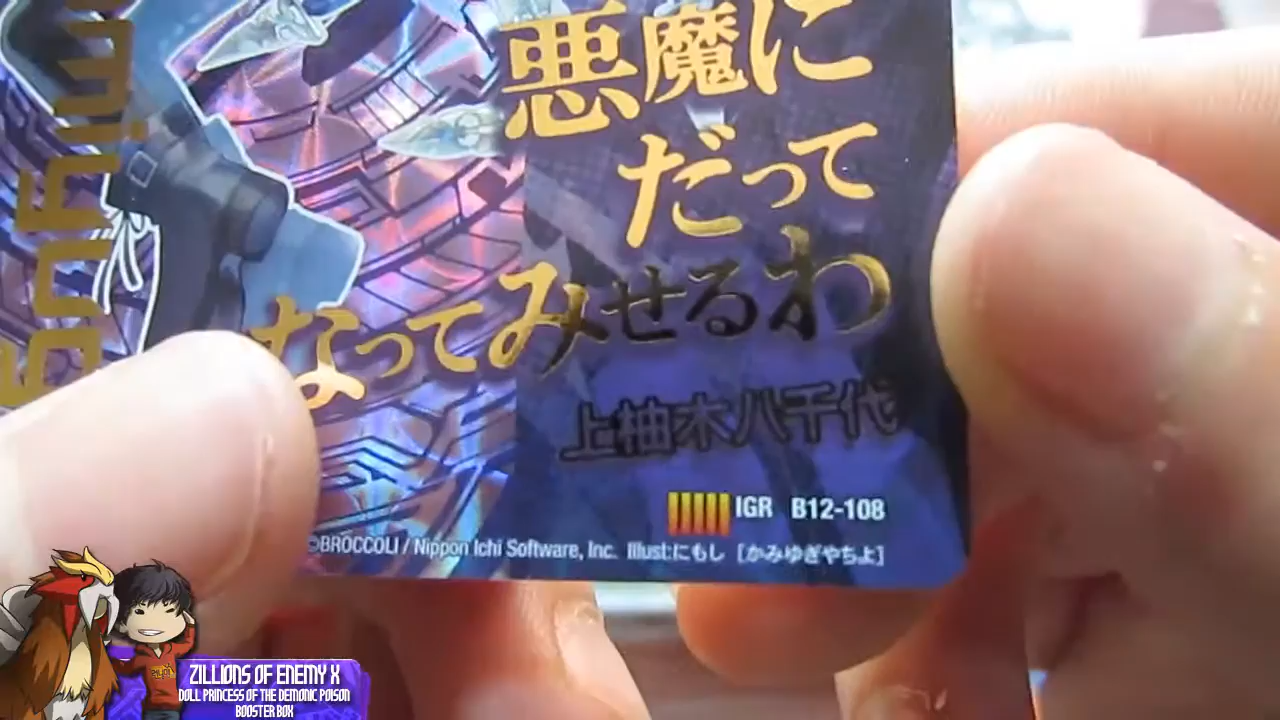 悪魔に
だって
なってみせるわ
上柚木八千代
IGR B12-108
©BROCCOLI / Nippon Ichi Software, Inc. Illust:にもし [かみゆぎやちよ]
ZILLIONS OF ENEMY X
DOLL PRINCESS OF THE DEMONIC POISON
BOOSTER BOX